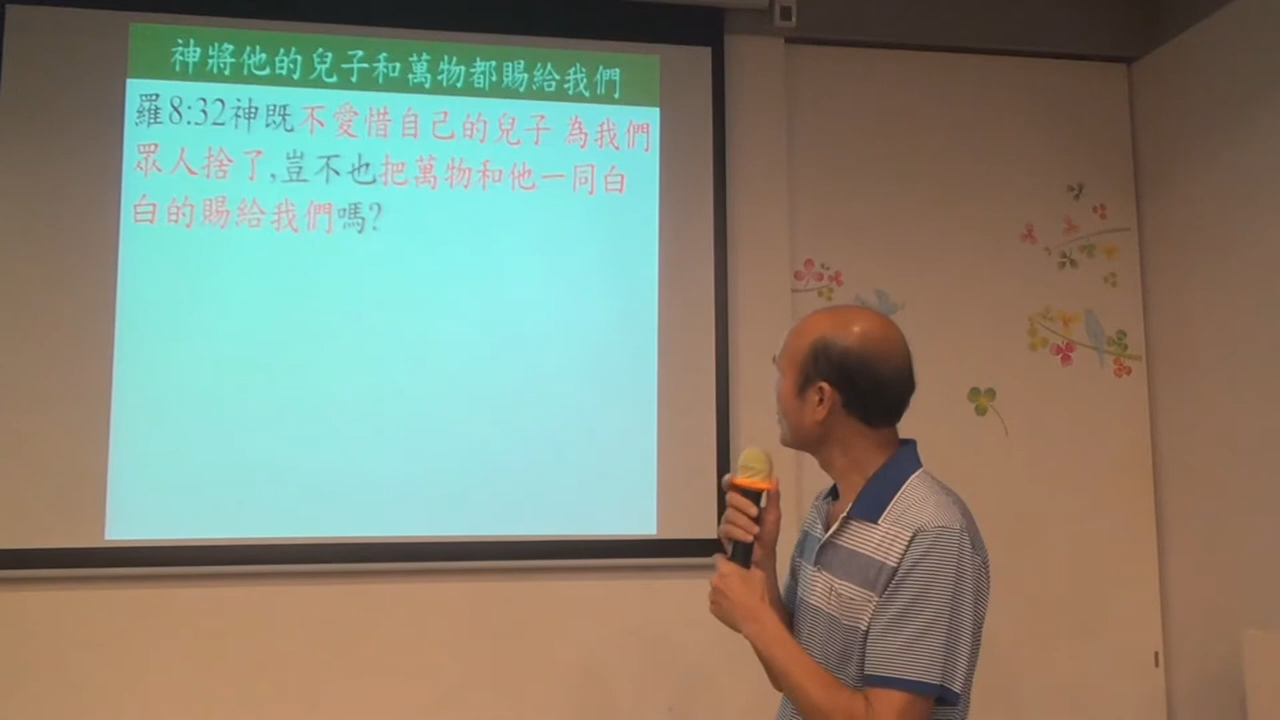 神將他的兒子和萬物都賜給我們
羅8:32神既不愛惜自己的兒子 為我們
眾人捨了,豈不也把萬物和他一同白
白的賜給我們嗎?